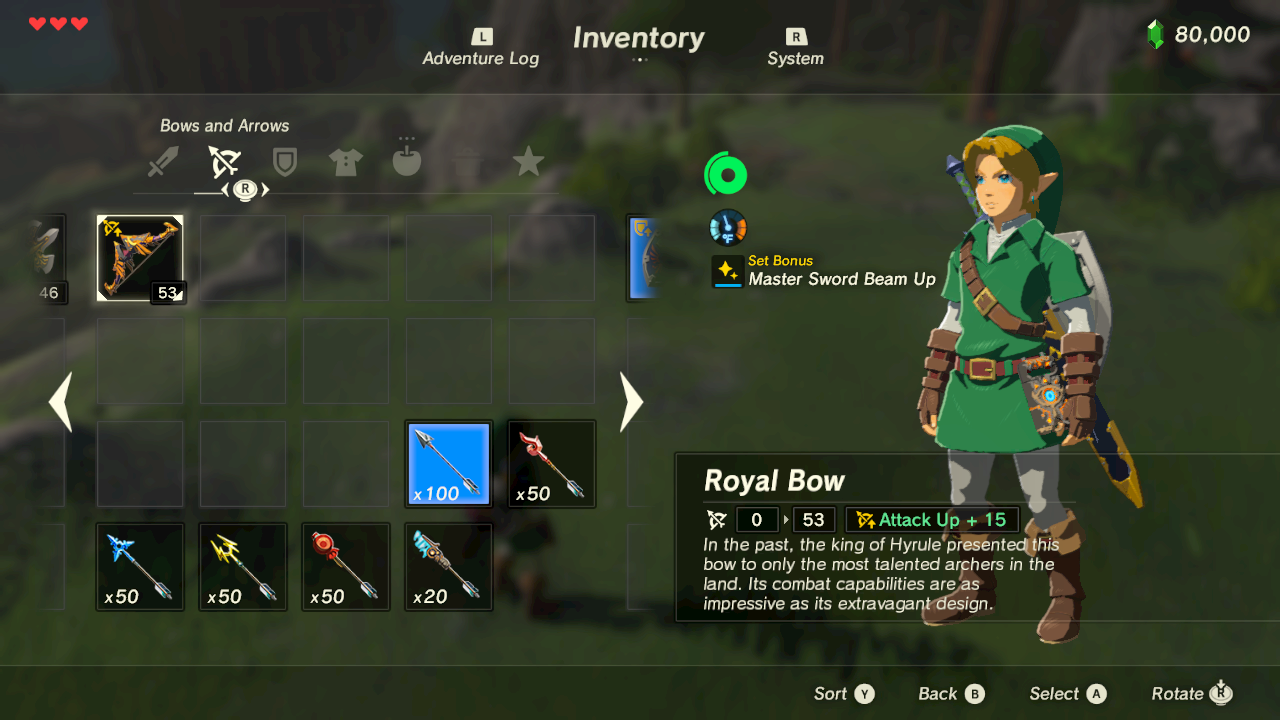 L
Inventory
R
80,000
Adventure Log
System
Bows and Arrows
R
°F
Set Bonus
Master Sword Beam Up
46
53
x100
x50
Royal Bow
0
53
Attack Up + 15
In the past, the king of Hyrule presented this
bow to only the most talented archers in the
land. Its combat capabilities are as
impressive as its extravagant design.
x50
x50
x50
x20
Sort Y
Back B
Select A
Rotate R